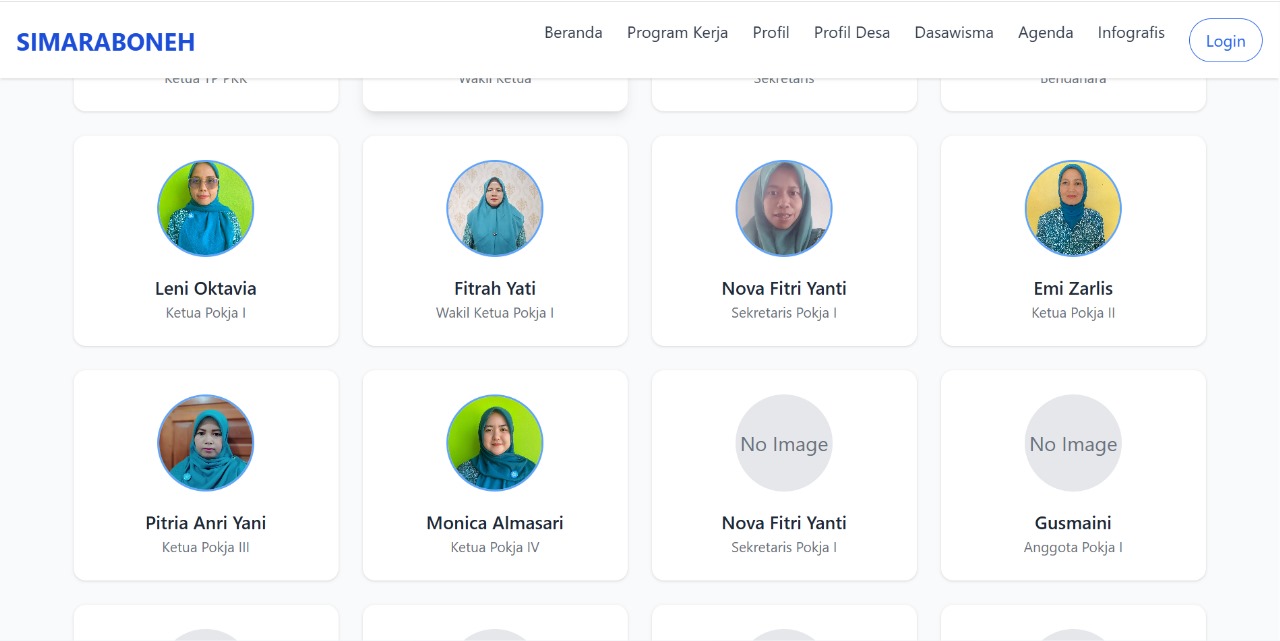 SIMARABONEH
Beranda Program Kerja Profil Profil Desa Dasawisma Agenda Infografis Login
Ketua TP PKK Wakil Ketua Sekretaris Bendahara
Leni Oktavia
Ketua Pokja I
Fitrah Yati
Wakil Ketua Pokja I
Nova Fitri Yanti
Sekretaris Pokja I
Emi Zarlis
Ketua Pokja II
Pitria Anri Yani
Ketua Pokja III
Monica Almasari
Ketua Pokja IV
No Image
Nova Fitri Yanti
Sekretaris Pokja I
No Image
Gusmaini
Anggota Pokja I